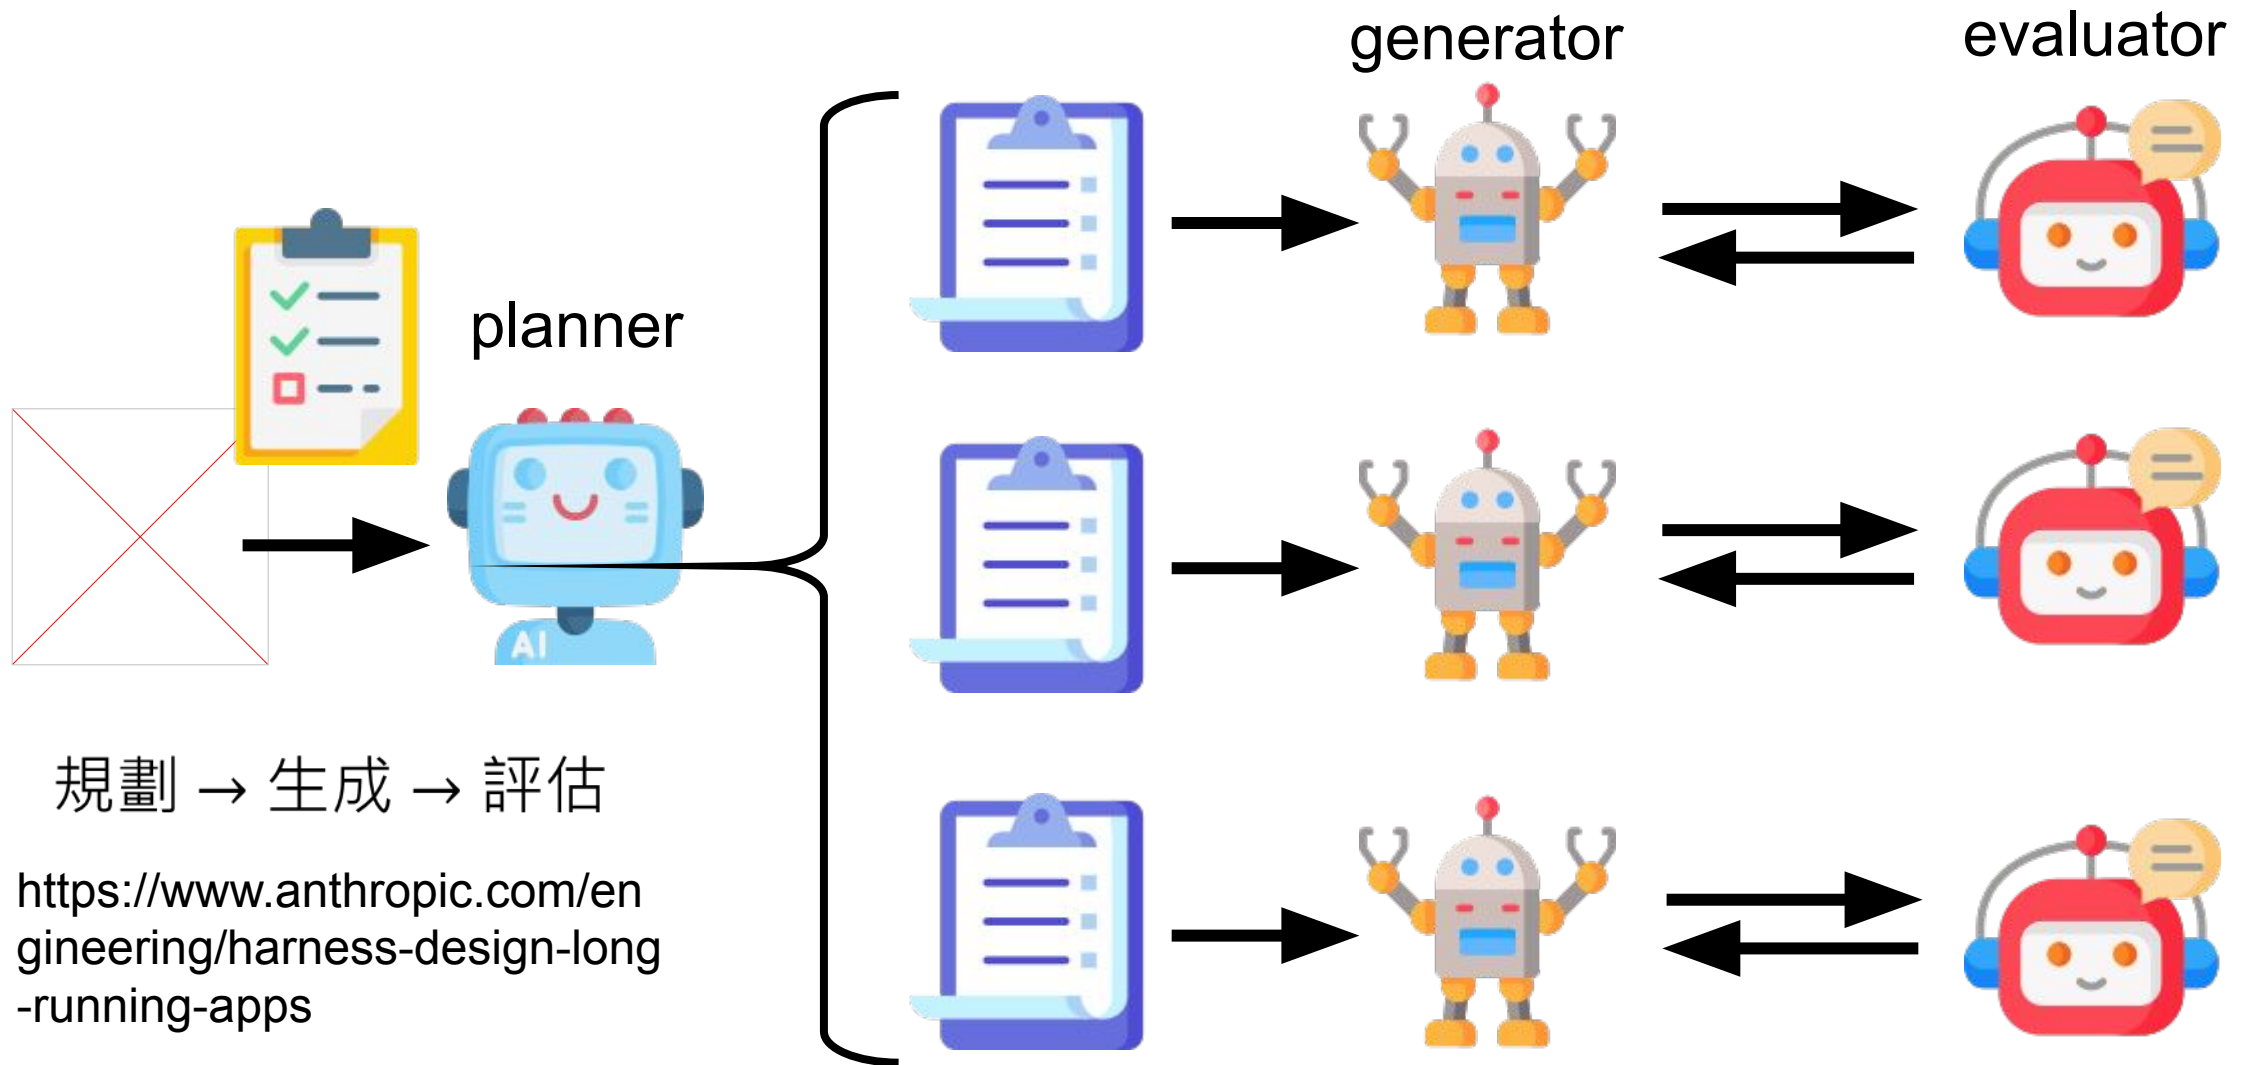 generator
evaluator
planner
AI
規劃 → 生成 → 評估
https://www.anthropic.com/en
gineering/harness-design-long
-running-apps